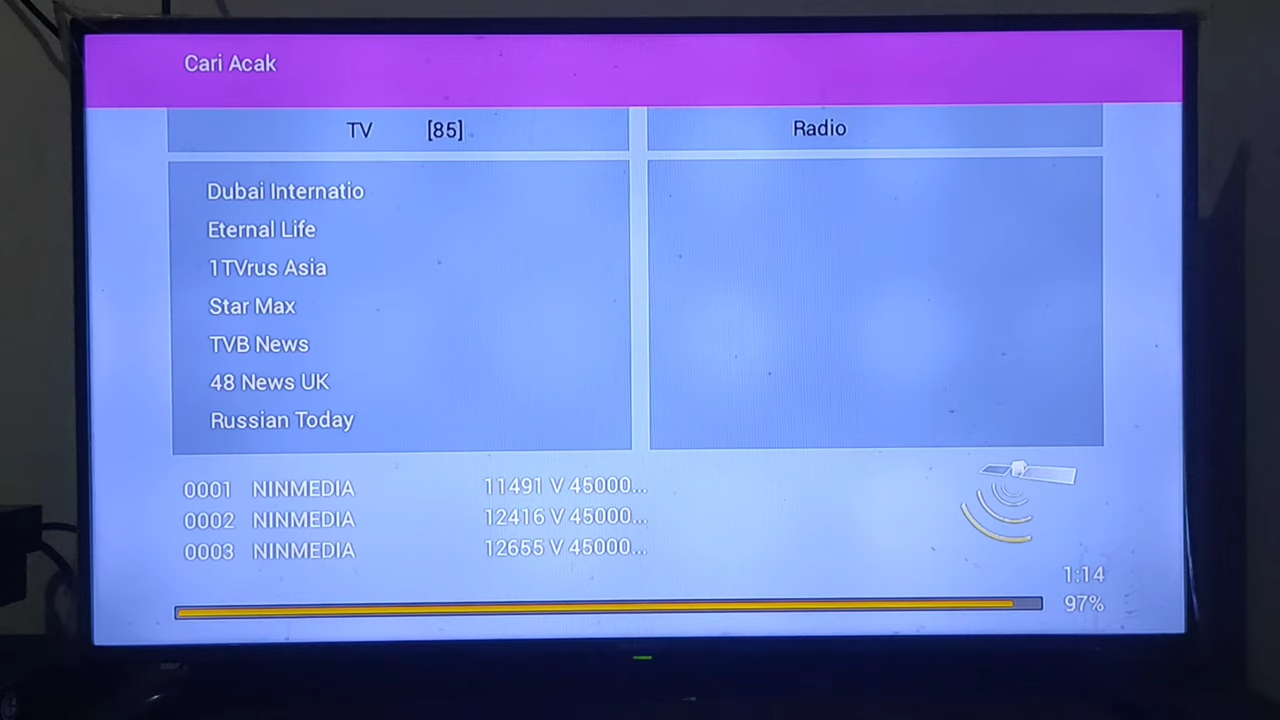 Cari Acak
TV [85]
Radio
Dubai Internatio
Eternal Life
1TVrus Asia
Star Max
TVB News
48 News UK
Russian Today
0001 NINMEDIA 11491 V 45000...
0002 NINMEDIA 12416 V 45000...
0003 NINMEDIA 12655 V 45000...
1:14
97%